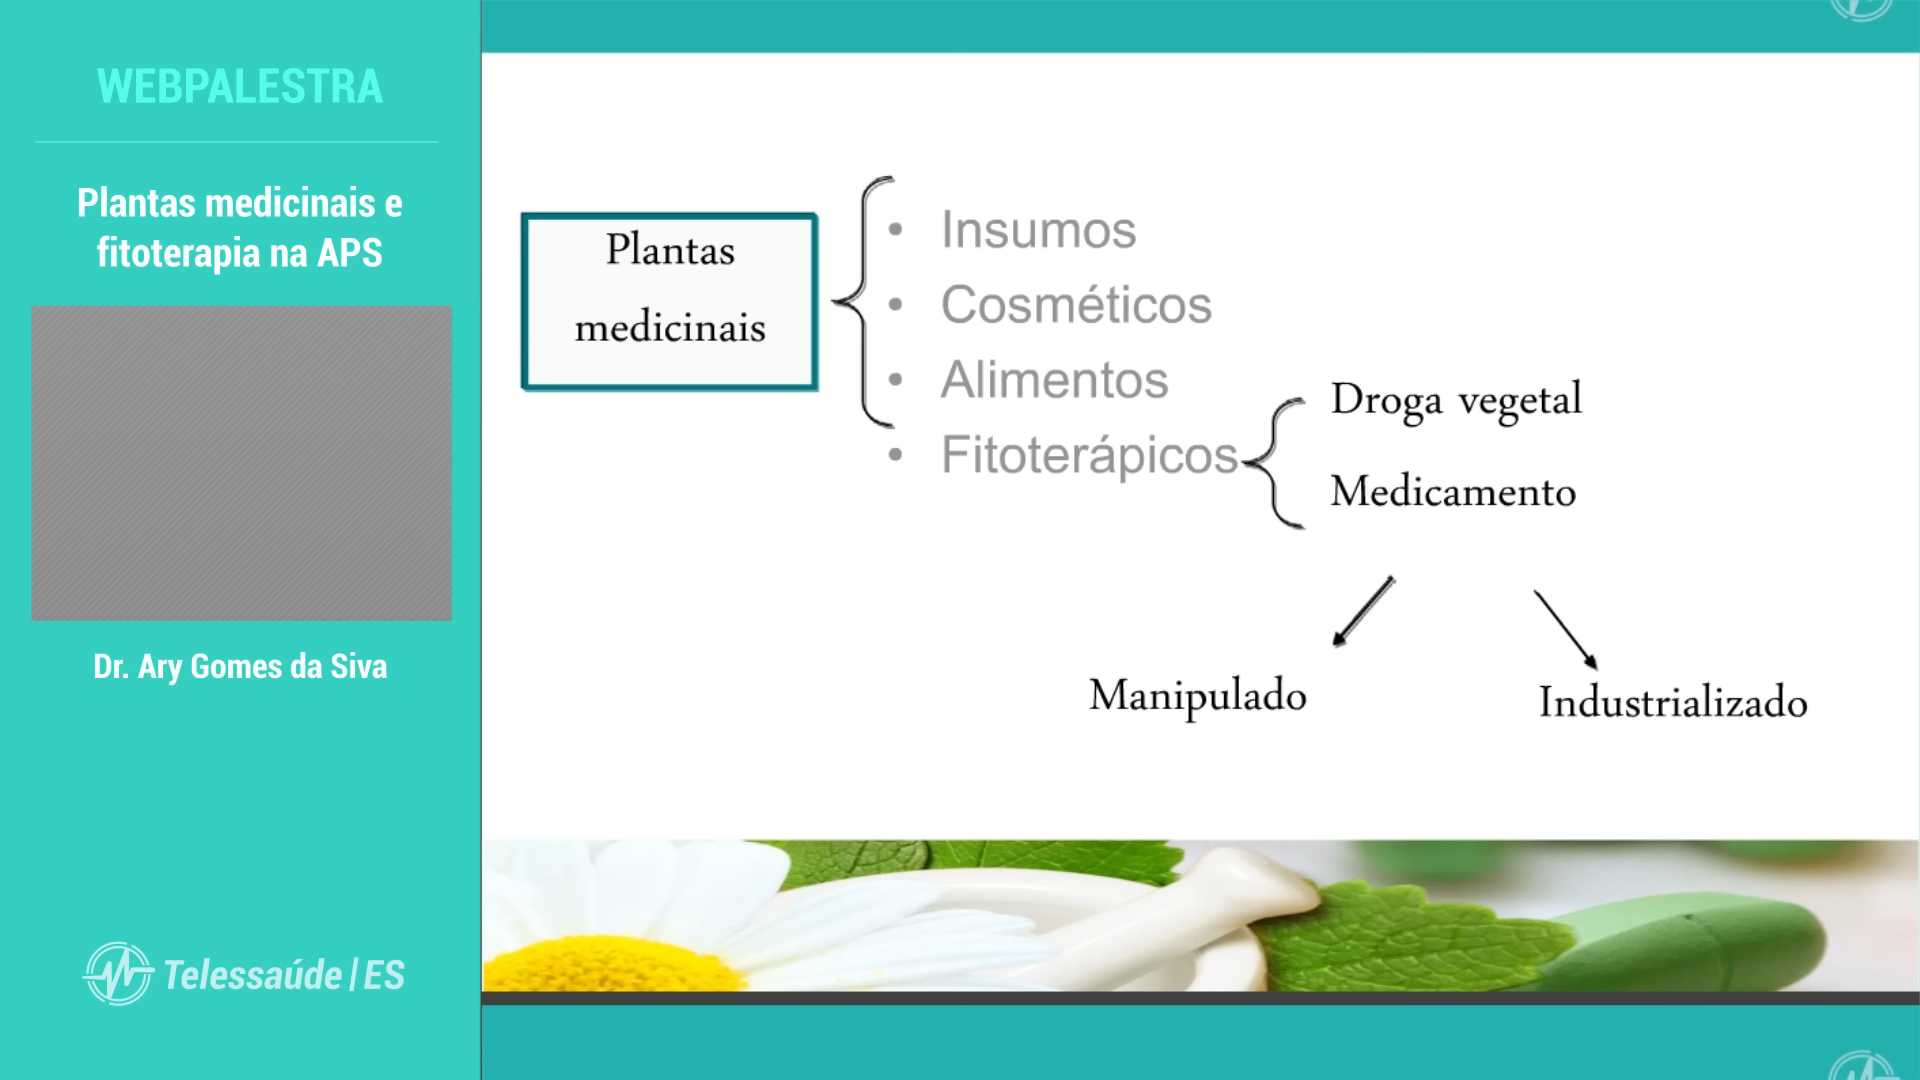 WEBPALESTRA
Plantas medicinais e
fitoterapia na APS
Dr. Ary Gomes da Siva
Telessaúde|ES
Plantas
medicinais
• Insumos
• Cosméticos
• Alimentos
• Fitoterápicos
Droga vegetal
Medicamento
Manipulado
Industrializado